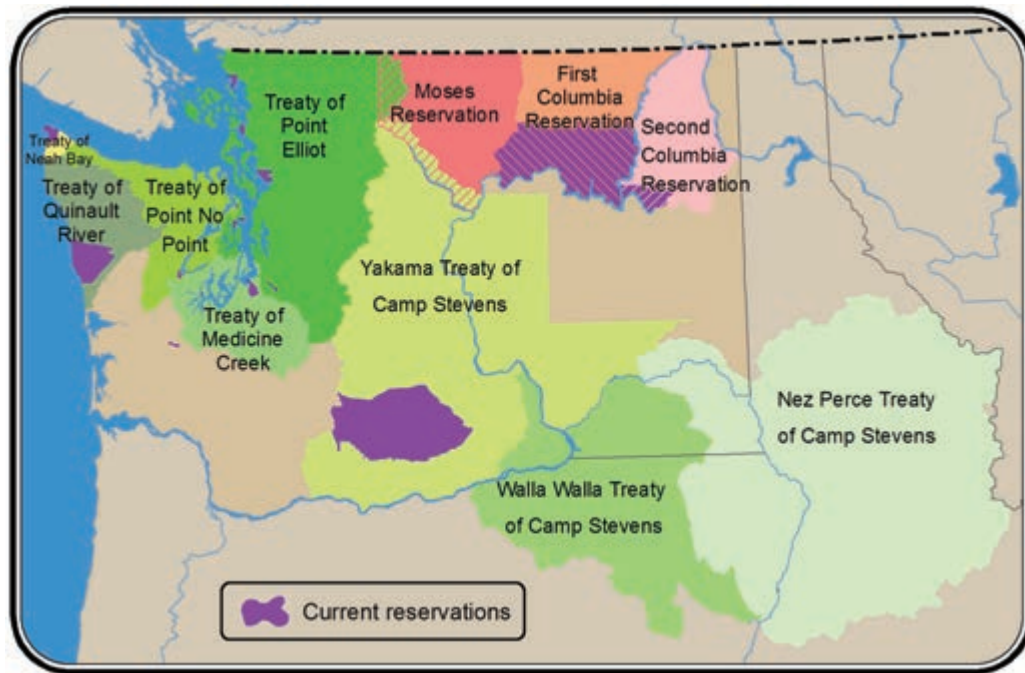 Treaty of
Point
Elliot
Moses
Reservation
First
Columbia
Reservation
Second
Columbia
Reservation
Treaty of
Neah Bay
Treaty of
Quinault
River
Treaty of
Point No
Point
Treaty of
Medicine
Creek
Yakama Treaty of
Camp Stevens
Nez Perce Treaty
of Camp Stevens
Walla Walla Treaty
of Camp Stevens
Current reservations